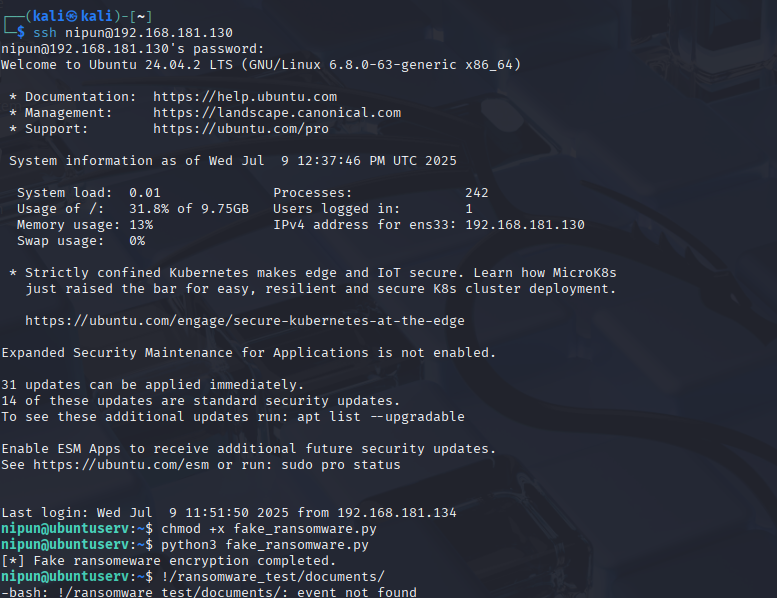 ┌──(kali㉿kali)-[~]
└─$ ssh nipun@192.168.181.130
nipun@192.168.181.130's password:
Welcome to Ubuntu 24.04.2 LTS (GNU/Linux 6.8.0-63-generic x86_64)
* Documentation:  https://help.ubuntu.com
* Management:     https://landscape.canonical.com
* Support:        https://ubuntu.com/pro
System information as of Wed Jul  9 12:37:46 PM UTC 2025
System load:  0.01              Processes:              242
Usage of /:   31.8% of 9.75GB   Users logged in:        1
Memory usage: 13%               IPv4 address for ens33: 192.168.181.130
Swap usage:   0%
* Strictly confined Kubernetes makes edge and IoT secure. Learn how MicroK8s
just raised the bar for easy, resilient and secure K8s cluster deployment.
https://ubuntu.com/engage/secure-kubernetes-at-the-edge
Expanded Security Maintenance for Applications is not enabled.
31 updates can be applied immediately.
14 of these updates are standard security updates.
To see these additional updates run: apt list --upgradable
Enable ESM Apps to receive additional future security updates.
See https://ubuntu.com/esm or run: sudo pro status
Last login: Wed Jul  9 11:51:50 2025 from 192.168.181.134
nipun@ubuntuserv:~$ chmod +x fake_ransomware.py
nipun@ubuntuserv:~$ python3 fake_ransomware.py
[*] Fake ransomeware encryption completed.
nipun@ubuntuserv:~$ !/ransomware_test/documents/
-bash: !/ransomware_test/documents/: event not found